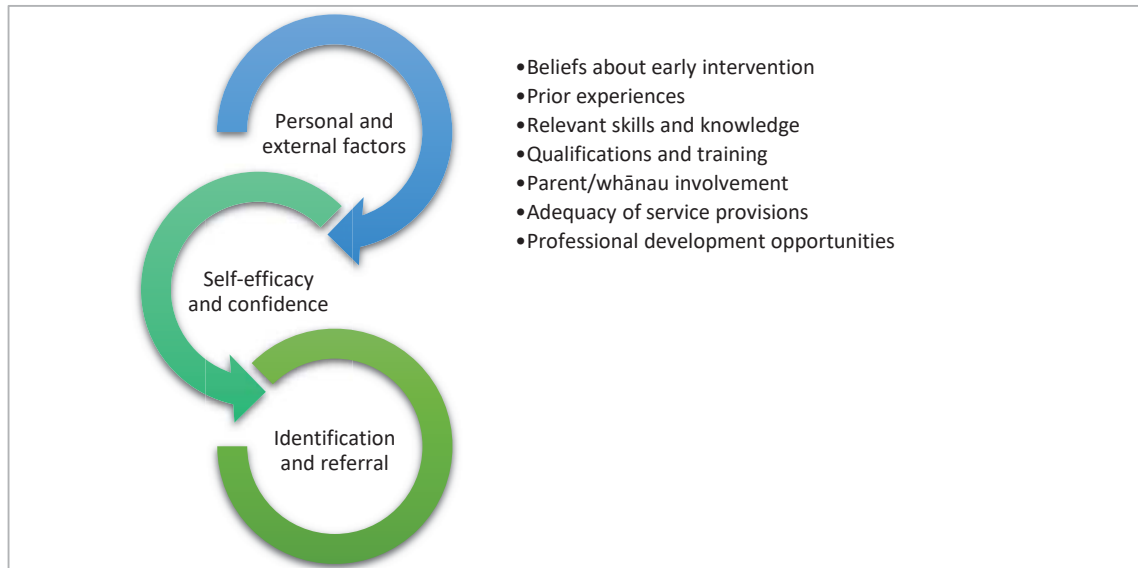 Personal and
external factors
•Beliefs about early intervention
•Prior experiences
•Relevant skills and knowledge
•Qualifications and training
•Parent/whānau involvement
•Adequacy of service provisions
•Professional development opportunities
Self-efficacy
and confidence
Identification
and referral